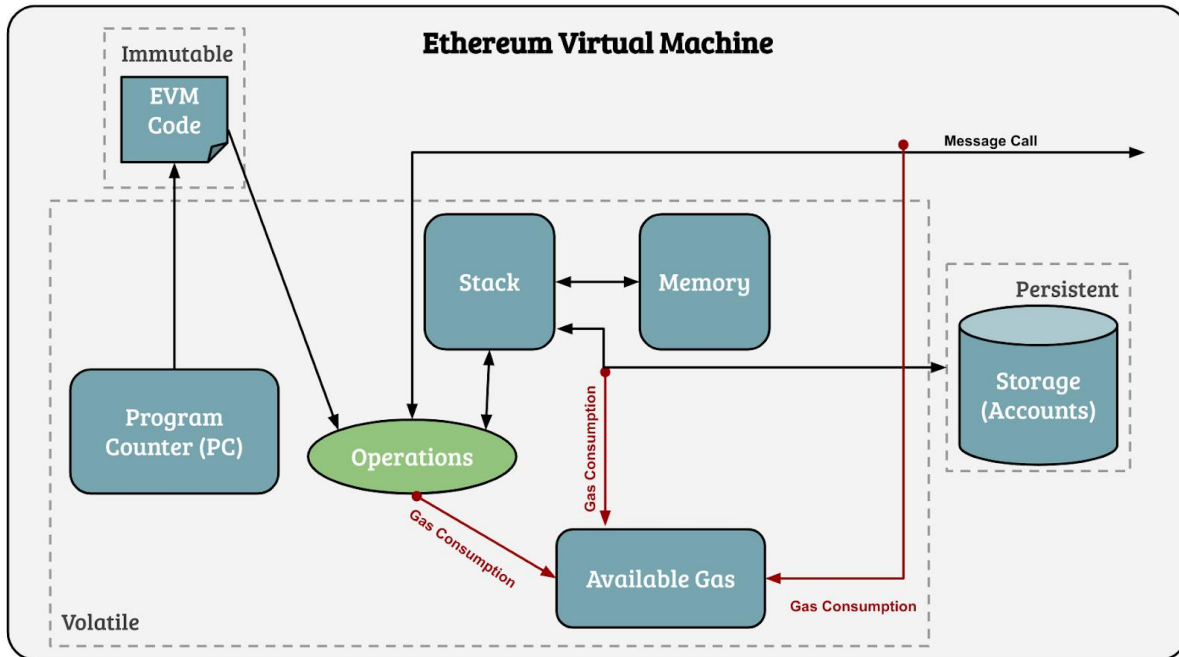 Ethereum Virtual Machine
Immutable
EVM
Code
Message Call
Stack
Memory
Persistent
Storage
(Accounts)
Program
Counter (PC)
Operations
Gas Consumption
Gas Consumption
Available Gas
Gas Consumption
Volatile